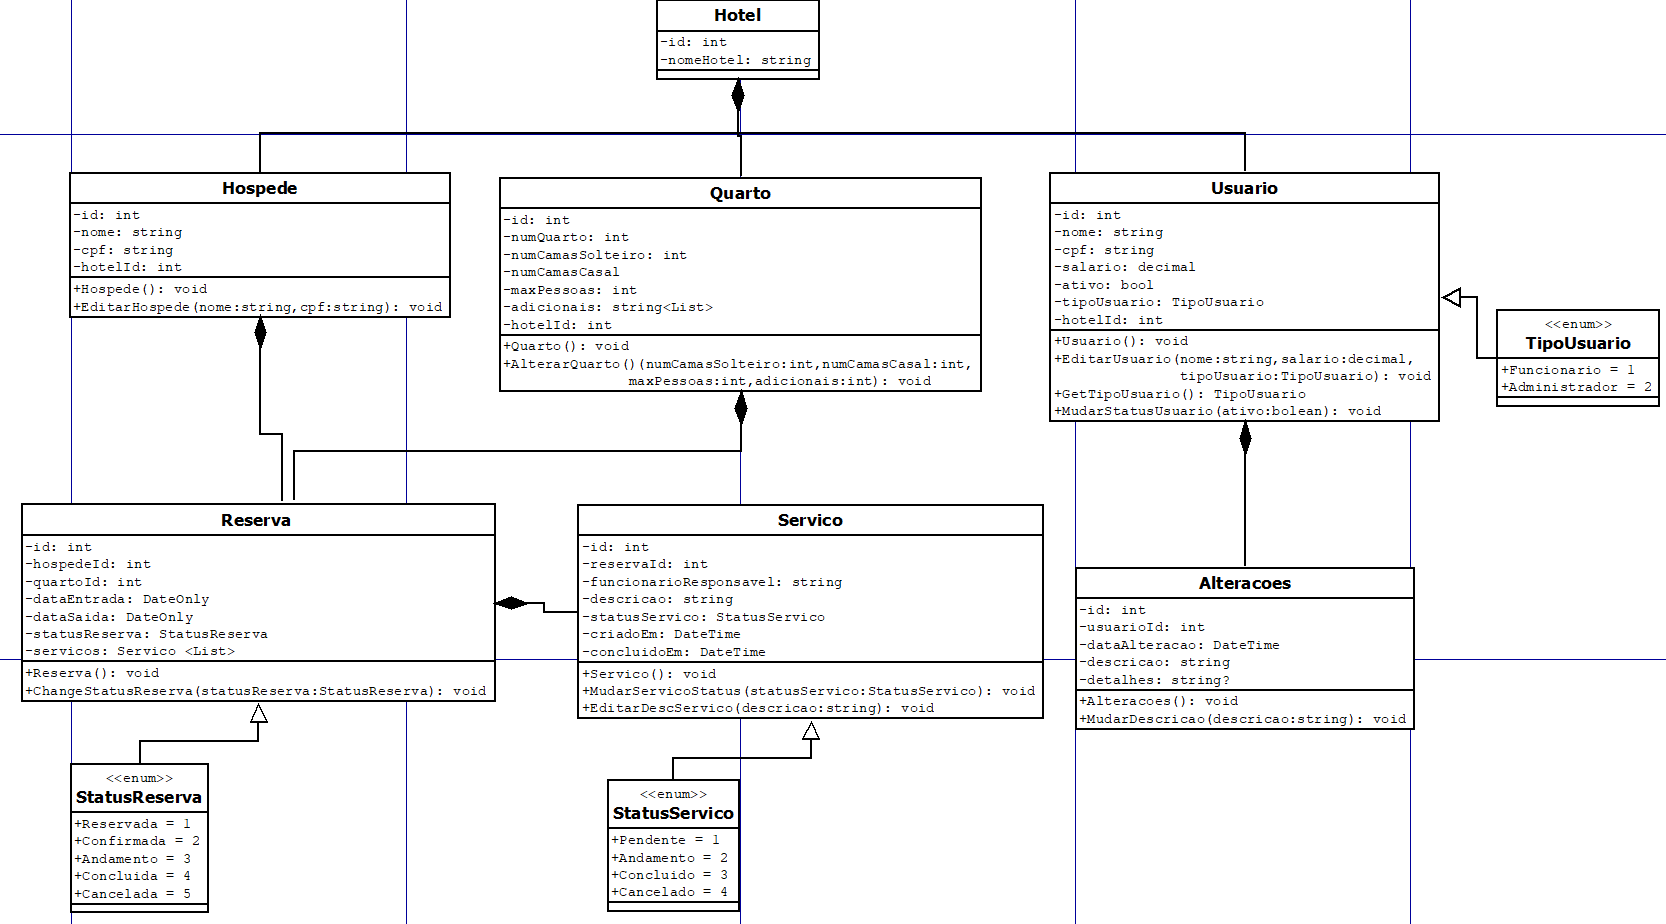 Hotel
-id: int
-nomeHotel: string
Hospede
-id: int
-nome: string
-cpf: string
-hotelId: int
+Hospede(): void
+EditarHospede(nome:string,cpf:string): void
Quarto
-id: int
-numQuarto: int
-numCamasSolteiro: int
-numCamasCasal
-maxPessoas: int
-adicionais: string<List>
-hotelId: int
+Quarto(): void
+AlterarQuarto()(numCamasSolteiro:int,numCamasCasal:int,
maxPessoas:int,adicionais:int): void
Usuario
-id: int
-nome: string
-cpf: string
-salario: decimal
-ativo: bool
-tipoUsuario: TipoUsuario
-hotelId: int
+Usuario(): void
+EditarUsuario(nome:string,salario:decimal,
tipoUsuario:TipoUsuario): void
+GetTipoUsuario(): TipoUsuario
+MudarStatusUsuario(ativo:bolean): void
<<enum>>
TipoUsuario
+Funcionario = 1
+Administrador = 2
Reserva
-id: int
-hospedeId: int
-quartoId: int
-dataEntrada: DateOnly
-dataSaida: DateOnly
-statusReserva: StatusReserva
-servicos: Servico <List>
+Reserva(): void
+ChangeStatusReserva(statusReserva:StatusReserva): void
Servico
-id: int
-reservaId: int
-funcionarioResponsavel: string
-descricao: string
-statusServico: StatusServico
-criadoEm: DateTime
-concluidoEm: DateTime
+Servico(): void
+MudarServicoStatus(statusServico:StatusServico): void
+EditarDescServico(descricao:string): void
Alteracoes
-id: int
-usuarioId: int
-dataAlteracao: DateTime
-descricao: string
-detalhes: string?
+Alteracoes(): void
+MudarDescricao(descricao:string): void
<<enum>>
StatusReserva
+Reservada = 1
+Confirmada = 2
+Andamento = 3
+Concluida = 4
+Cancelada = 5
<<enum>>
StatusServico
+Pendente = 1
+Andamento = 2
+Concluido = 3
+Cancelado = 4